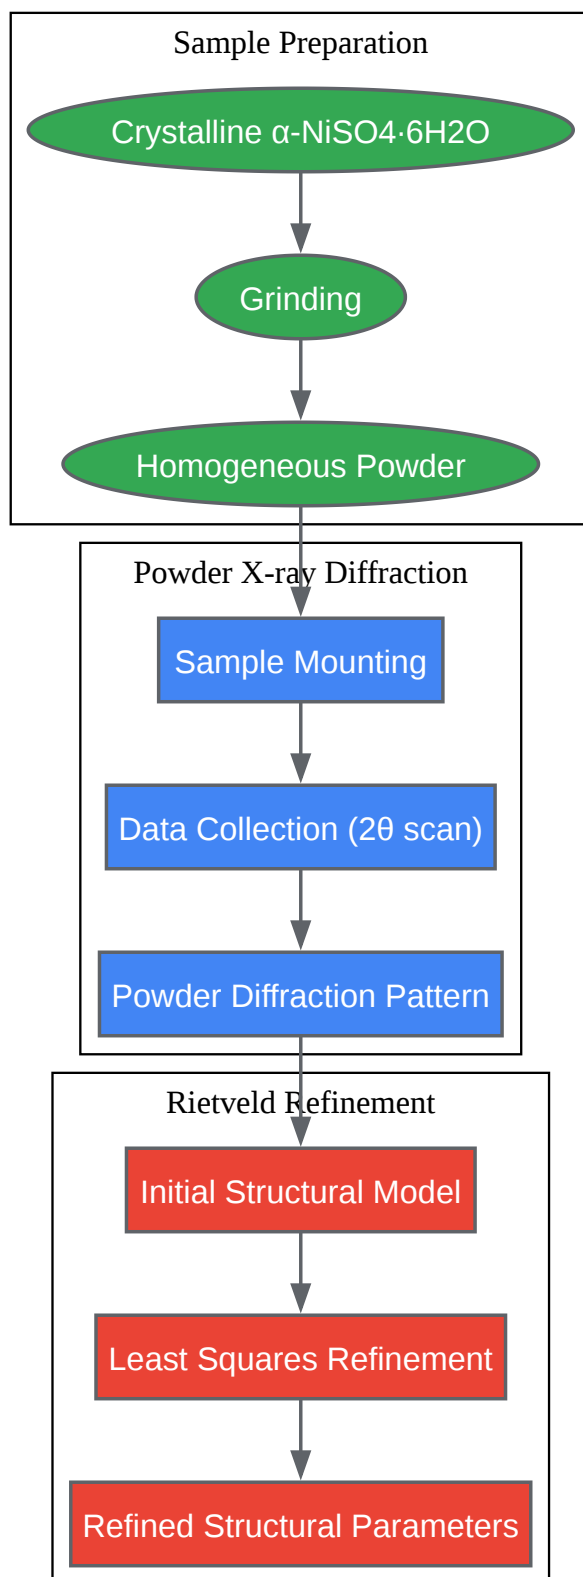 Sample Preparation
Crystalline α-NiSO4·6H2O
Grinding
Homogeneous Powder
Powder X-ray Diffraction
Sample Mounting
Data Collection (2θ scan)
Powder Diffraction Pattern
Rietveld Refinement
Initial Structural Model
Least Squares Refinement
Refined Structural Parameters